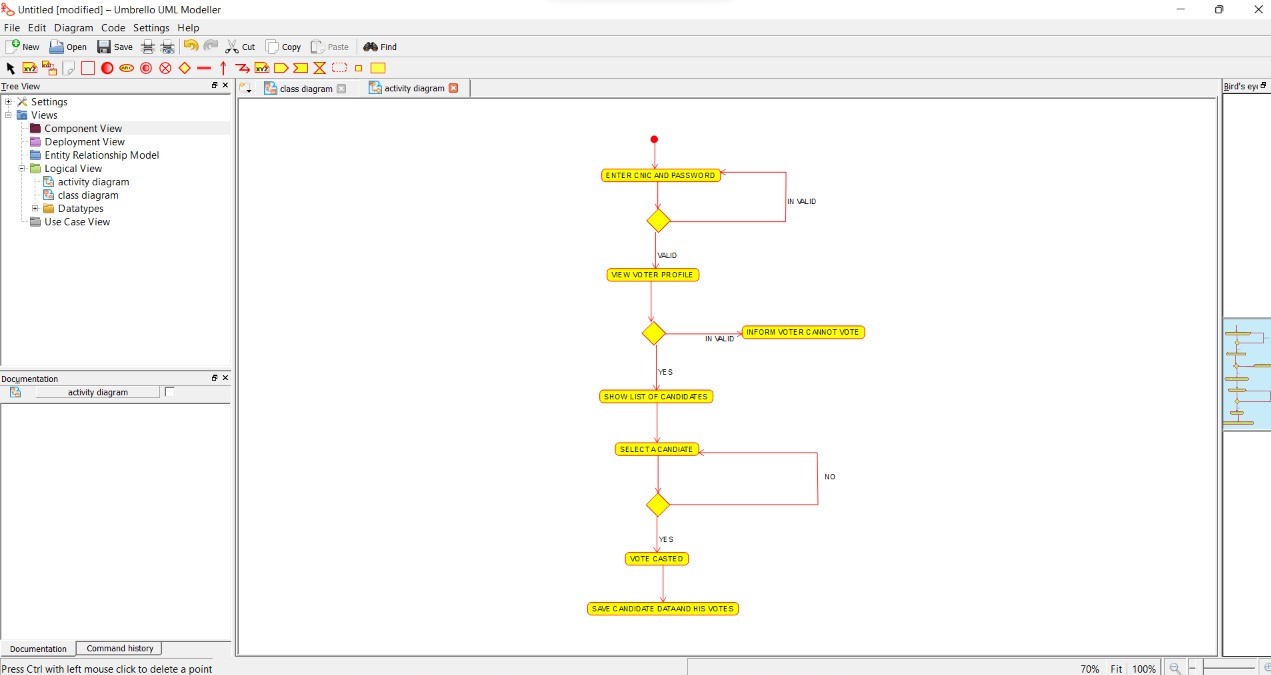 Untitled [modified] – Umbrello UML Modeller
File Edit Diagram Code Settings Help
New Open Save Cut Copy Paste Find
Tree View
class diagram
activity diagram
Bird's ey
Settings
Views
Component View
Deployment View
Entity Relationship Model
Logical View
activity diagram
class diagram
Datatypes
Use Case View
Documentation
activity diagram
ENTER CNIC AND PASSWORD
IN VALID
VALID
VIEW VOTER PROFILE
IN VALID
INFORM VOTER CANNOT VOTE
YES
SHOW LIST OF CANDIDATES
SELECT A CANDIATE
NO
YES
VOTE CASTED
SAVE CANDIDATE DATAAND HIS VOTES
Documentation Command history
Press Ctrl with left mouse click to delete a point
70% Fit 100%